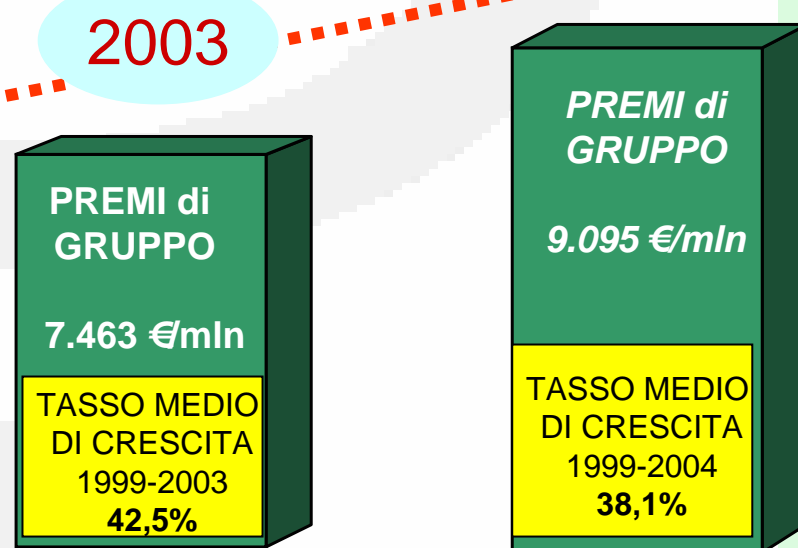 2003
PREMI di
GRUPPO
7.463 €/mln
TASSO MEDIO
DI CRESCITA
1999-2003
42,5%
PREMI di
GRUPPO
9.095 €/mln
TASSO MEDIO
DI CRESCITA
1999-2004
38,1%